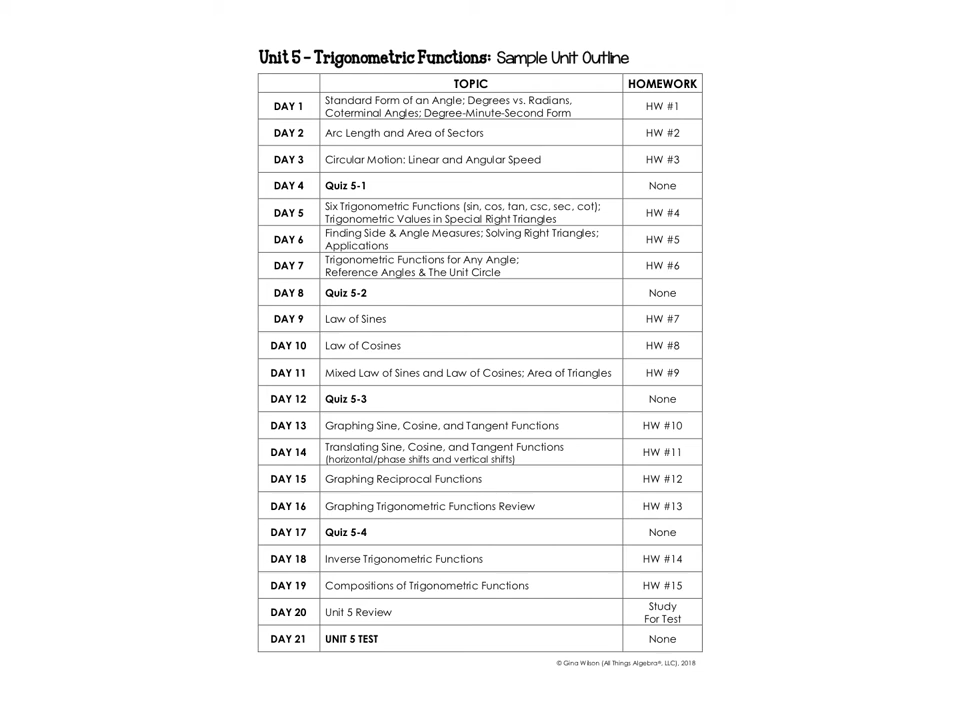 Unit 5 – Trigonometric Functions: Sample Unit Outline
TOPIC HOMEWORK
DAY 1 Standard Form of an Angle; Degrees vs. Radians, HW #1
Coterminal Angles; Degree-Minute-Second Form
DAY 2 Arc Length and Area of Sectors HW #2
DAY 3 Circular Motion: Linear and Angular Speed HW #3
DAY 4 Quiz 5-1 None
DAY 5 Six Trigonometric Functions (sin, cos, tan, csc, sec, cot); HW #4
Trigonometric Values in Special Right Triangles
DAY 6 Finding Side & Angle Measures; Solving Right Triangles; HW #5
Applications
DAY 7 Trigonometric Functions for Any Angle; HW #6
Reference Angles & The Unit Circle
DAY 8 Quiz 5-2 None
DAY 9 Law of Sines HW #7
DAY 10 Law of Cosines HW #8
DAY 11 Mixed Law of Sines and Law of Cosines; Area of Triangles HW #9
DAY 12 Quiz 5-3 None
DAY 13 Graphing Sine, Cosine, and Tangent Functions HW #10
DAY 14 Translating Sine, Cosine, and Tangent Functions HW #11
(horizontal/phase shifts and vertical shifts)
DAY 15 Graphing Reciprocal Functions HW #12
DAY 16 Graphing Trigonometric Functions Review HW #13
DAY 17 Quiz 5-4 None
DAY 18 Inverse Trigonometric Functions HW #14
DAY 19 Compositions of Trigonometric Functions HW #15
DAY 20 Unit 5 Review Study
For Test
DAY 21 UNIT 5 TEST None
© Gina Wilson (All Things Algebra®, LLC), 2018